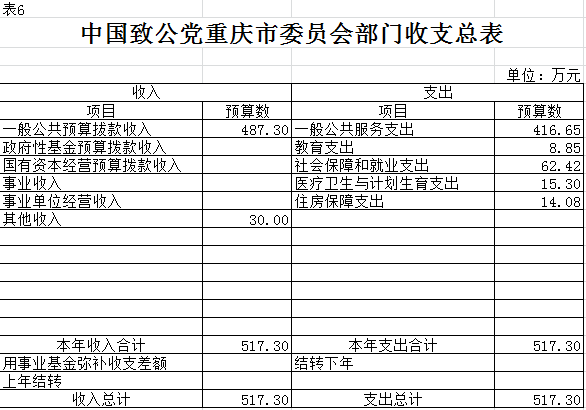 表6
中国致公党重庆市委员会部门收支总表
单位：万元
收入 支出
项目 预算数 项目 预算数
一般公共预算拨款收入 487.30 一般公共服务支出 416.65
政府性基金预算拨款收入 教育支出 8.85
国有资本经营预算拨款收入 社会保障和就业支出 62.42
事业收入 医疗卫生与计划生育支出 15.30
事业单位经营收入 住房保障支出 14.08
其他收入 30.00
本年收入合计 517.30 本年支出合计 517.30
用事业基金弥补收支差额 结转下年
上年结转
收入总计 517.30 支出总计 517.30